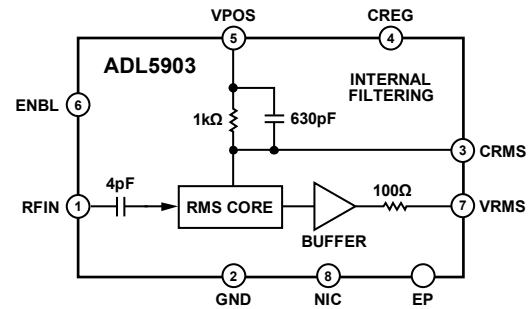 VPOS
CREG
5
4
ADL5903
INTERNAL
FILTERING
ENBL
6
1kΩ
630pF
3
CRMS
4pF
100Ω
RFIN
1
RMS CORE
7
VRMS
BUFFER
2
8
GND
NIC
EP